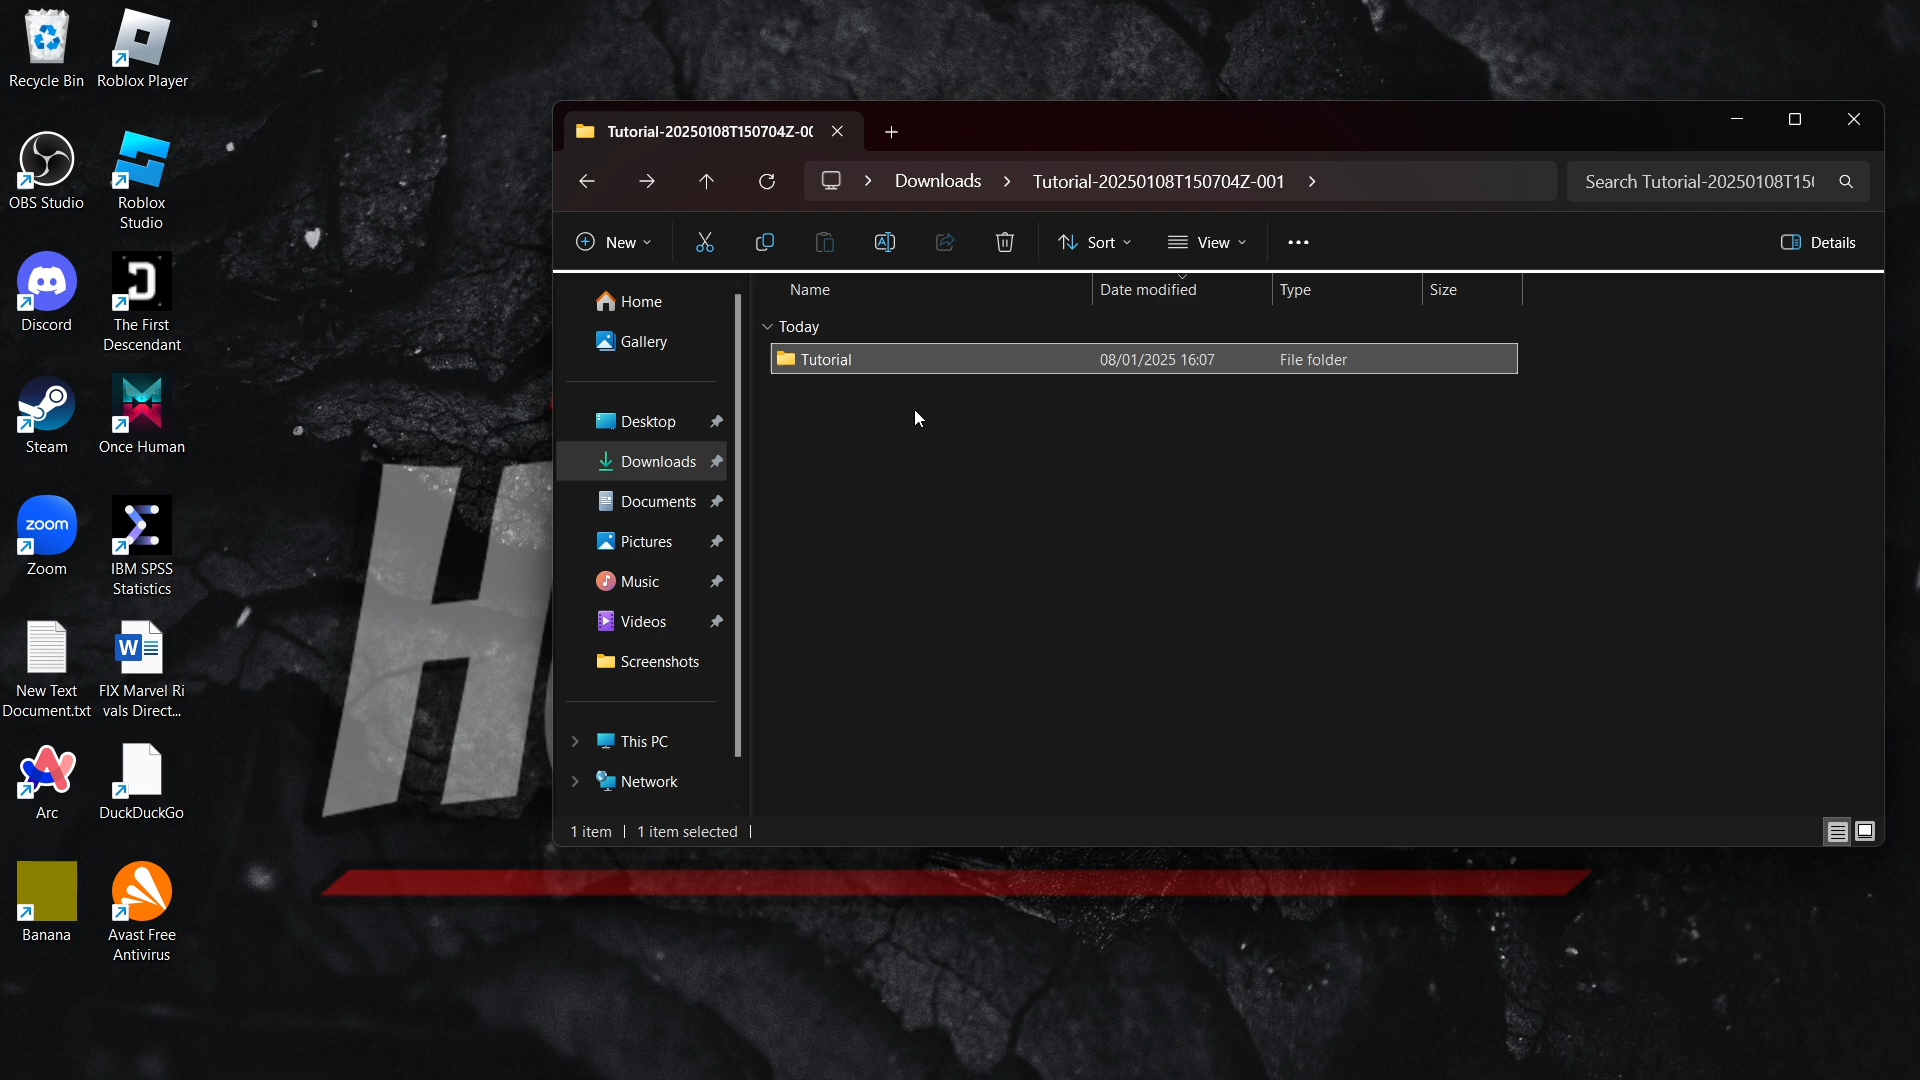 Recycle Bin
Roblox Player
OBS Studio
Roblox
Studio
Discord
The First
Descendant
Steam
Once Human
zoom
Zoom
IBM SPSS
Statistics
New Text
Document.txt
W
FIX Marvel Ri
vals Direct...
Arc
DuckDuckGo
Banana
Avast Free
Antivirus
H
Tutorial-20250108T150704Z-00
Downloads
Tutorial-20250108T150704Z-001
Search Tutorial-20250108T150
New
Sort
View
Details
Name
Date modified
Type
Size
Home
Gallery
Desktop
Downloads
Documents
Pictures
Music
Videos
Screenshots
This PC
Network
Today
Tutorial 08/01/2025 16:07 File folder
1 item
1 item selected